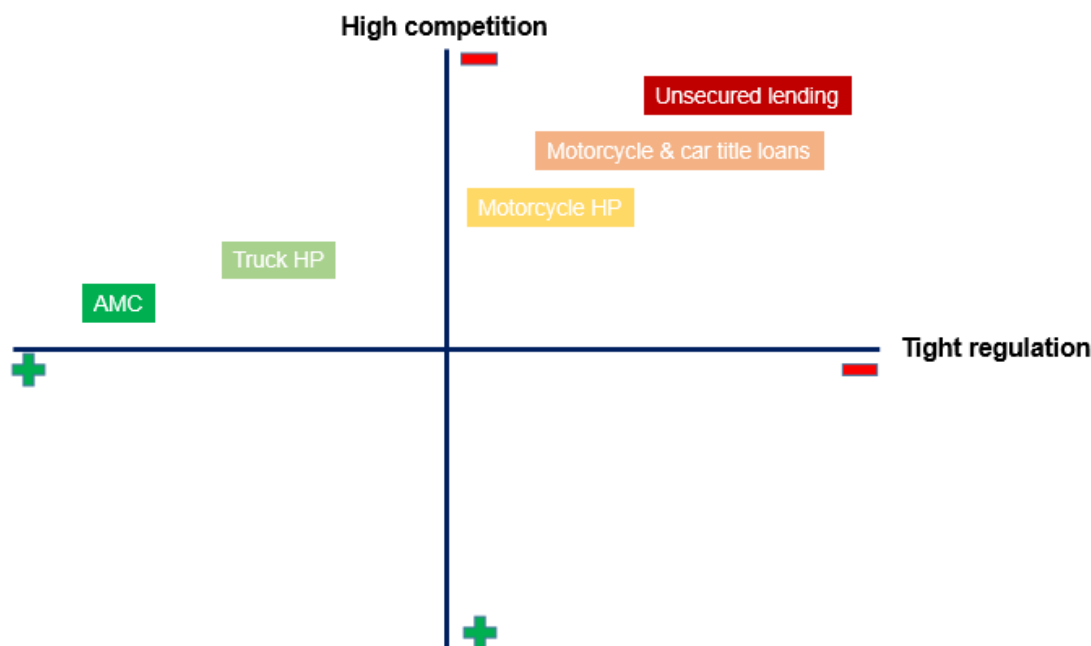 High competition
Unsecured lending
Motorcycle & car title loans
Motorcycle HP
Truck HP
AMC
Tight regulation